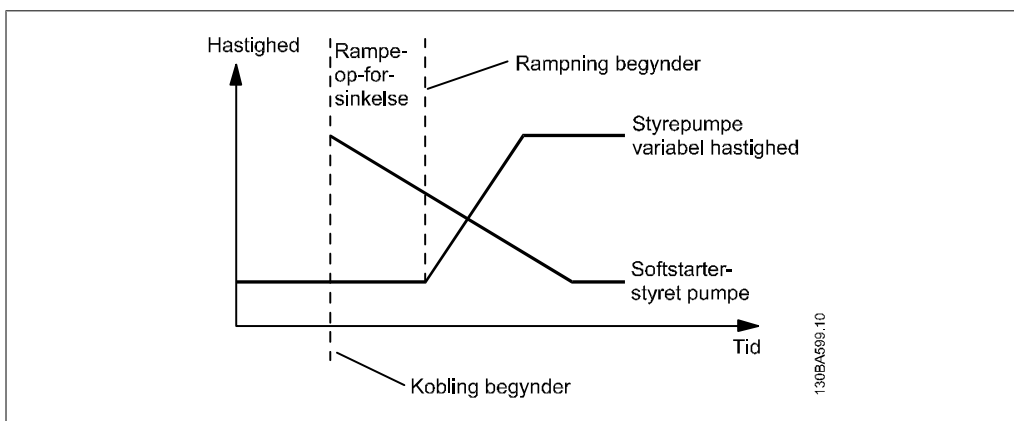 Hastighed
Rampe-
op-for-
sinkelse
Rampning begynder
Styrepumpe
variabel hastighed
Softstarter-
styret pumpe
Tid
Kobling begynder
130BA599.10